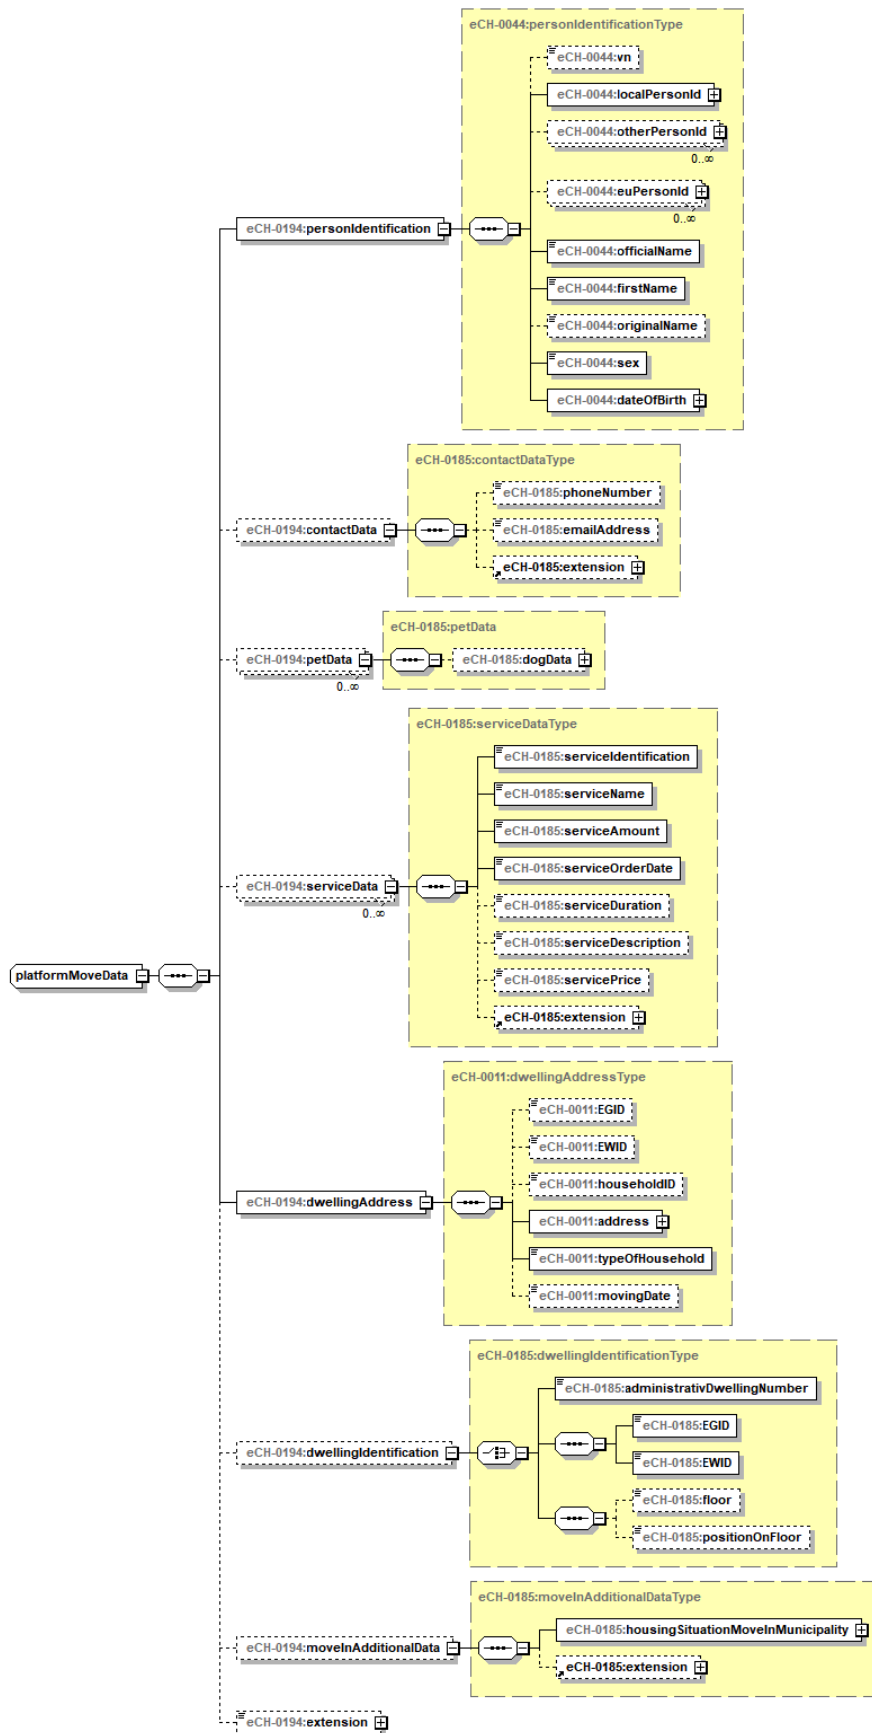 eCH-0044:personIdentificationType
eCH-0044:vn
eCH-0044:localPersonId
eCH-0044:otherPersonId
0..∞
eCH-0044:euPersonId
0..∞
eCH-0194:personIdentification
eCH-0044:officialName
eCH-0044:firstName
eCH-0044:originalName
eCH-0044:sex
eCH-0044:dateOfBirth
eCH-0185:contactDataType
eCH-0185:phoneNumber
eCH-0194:contactData
eCH-0185:emailAddress
eCH-0185:extension
eCH-0185:petData
eCH-0194:petData
0..∞
eCH-0185:dogData
eCH-0185:serviceDataType
eCH-0185:serviceIdentification
eCH-0185:serviceName
eCH-0185:serviceAmount
eCH-0185:serviceOrderDate
eCH-0194:serviceData
0..∞
eCH-0185:serviceDuration
eCH-0185:serviceDescription
eCH-0185:servicePrice
eCH-0185:extension
platformMoveData
eCH-0011:dwellingAddressType
eCH-0011:EGID
eCH-0011:EWID
eCH-0011:householdID
eCH-0194:dwellingAddress
eCH-0011:address
eCH-0011:typeOfHousehold
eCH-0011:movingDate
eCH-0185:dwellingIdentificationType
eCH-0185:administrativDwellingNumber
eCH-0185:EGID
eCH-0194:dwellingIdentification
eCH-0185:EWID
eCH-0185:floor
eCH-0185:positionOnFloor
eCH-0185:moveInAdditionalDataType
eCH-0185:housingSituationMoveInMunicipality
eCH-0194:moveInAdditionalData
eCH-0185:extension
eCH-0194:extension